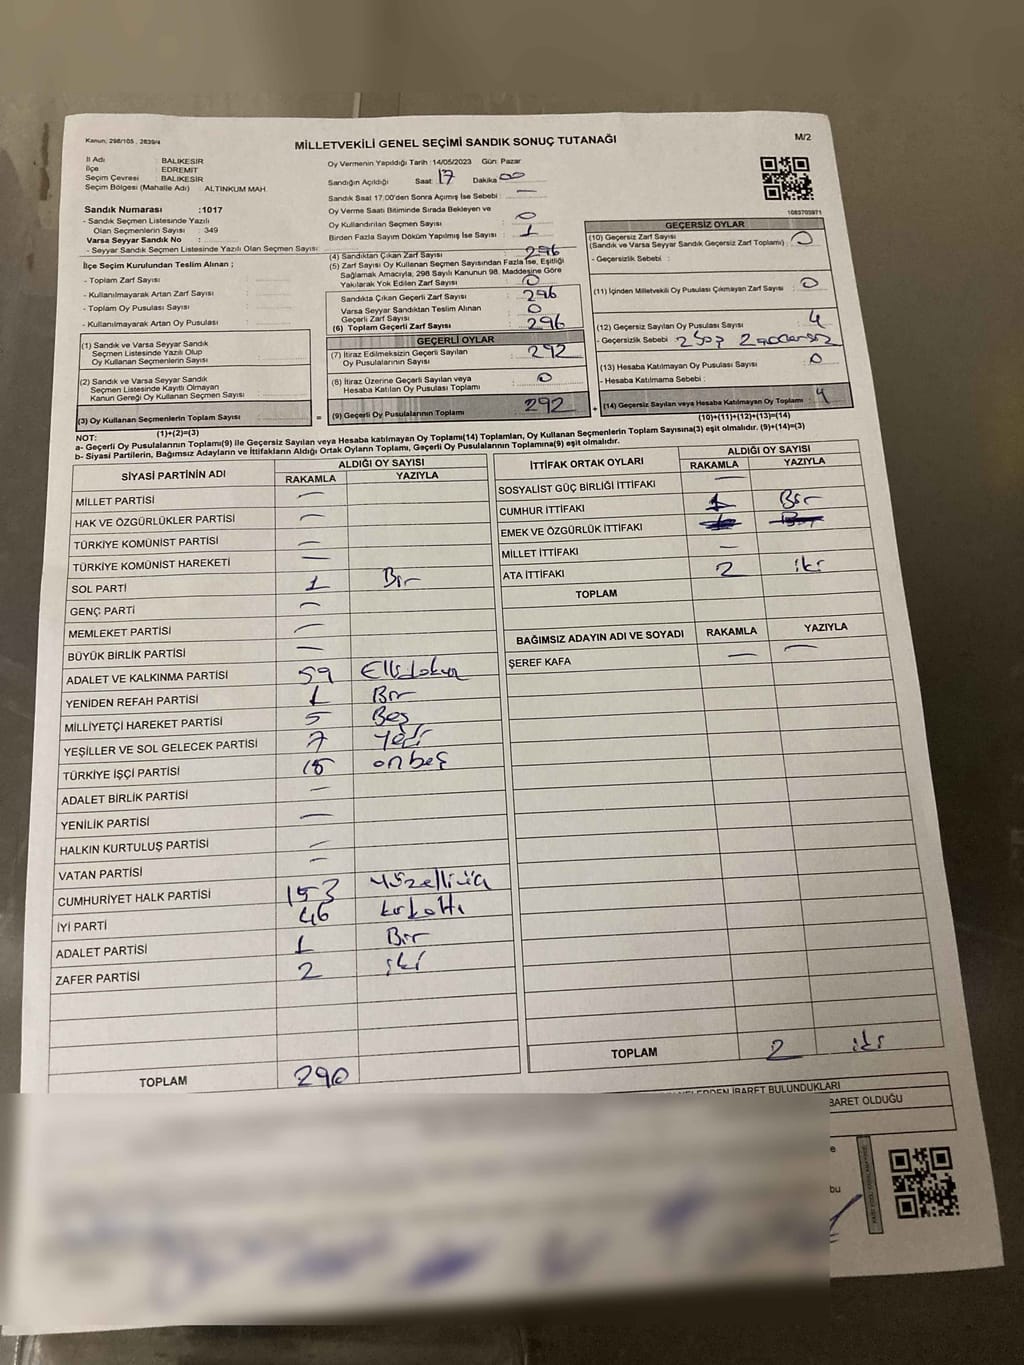 Kanun: 298/105 , 2839/4
MİLLETVEKİLİ GENEL SEÇİMİ SANDIK SONUÇ TUTANAĞI
M/2
İl Adı : BALIKESİR
İlçe : EDREMIT
Seçim Çevresi : BALIKESİR
Seçim Bölgesi (Mahalle Adı) : ALTINKUM MAH.
Oy Vermenin Yapıldığı Tarih :14/05/2023 Gün: Pazar
Sandığın Açıldığı Saat: 17 Dakika 00
Sandık Saat 17:00'den Sonra Açımış İse Sebebi : —
1083703971
Sandık Numarası :1017
- Sandık Seçmen Listesinde Yazılı
Olan Seçmenlerin Sayısı : 349
Varsa Seyyar Sandık No :
- Seyyar Sandık Seçmen Listesinde Yazılı Olan Seçmen Sayısı:
Oy Verme Saati Bitiminde Sırada Bekleyen ve
Oy Kullandırılan Seçmen Sayısı : 0
Birden Fazla Sayım Döküm Yapılmış İse Sayısı : 1
(4) Sandıktan Çıkan Zarf Sayısı : 296
(5) Zarf Sayısı Oy Kullanan Seçmen Sayısından Fazla İse, Eşitliği
Sağlamak Amacıyla, 298 Sayılı Kanunun 98. Maddesine Göre
Yakılarak Yok Edilen Zarf Sayısı : 0
İlçe Seçim Kurulundan Teslim Alınan ;
- Toplam Zarf Sayısı :
- Kullanılmayarak Artan Zarf Sayısı :
- Toplam Oy Pusulası Sayısı :
- Kullanılmayarak Artan Oy Pusulası :
Sandıkta Çıkan Geçerli Zarf Sayısı : 296
Varsa Seyyar Sandıktan Teslim Alınan
Geçerli Zarf Sayısı : 0
(6) Toplam Geçerli Zarf Sayısı : 296
GEÇERLİ OYLAR
(7) İtiraz Edilmeksizin Geçerli Sayılan
Oy Pusulalarının Sayısı : 292
(8) İtiraz Üzerine Geçerli Sayılan veya
Hesaba Katılan Oy Pusulası Toplamı : 0
(9) Geçerli Oy Pusulalarının Toplamı : 292
(1) Sandık ve Varsa Seyyar Sandık
Seçmen Listesinde Yazılı Olup
Oy Kullanan Seçmenlerin Sayısı :
(2) Sandık ve Varsa Seyyar Sandık
Seçmen Listesinde Kayıtlı Olmayan
Kanun Gereği Oy Kullanan Seçmen Sayısı :
(3) Oy Kullanan Seçmenlerin Toplam Sayısı : =
(1)+(2)=(3)
GEÇERSİZ OYLAR
(10) Geçersiz Zarf Sayısı
(Sandık ve Varsa Seyyar Sandık Geçersiz Zarf Toplamı) : 0
- Geçersizlik Sebebi :
(11) İçinden Milletvekili Oy Pusulası Çıkmayan Zarf Sayısı : 0
(12) Geçersiz Sayılan Oy Pusulası Sayısı : 4
- Geçersizlik Sebebi : 2
(13) Hesaba Katılmayan Oy Pusulası Sayısı : 0
- Hesaba Katılmama Sebebi :
+ (14) Geçersiz Sayılan veya Hesaba Katılmayan Oy Toplamı : 4
(10)+(11)+(12)+(13)=(14)
NOT:
a- Geçerli Oy Pusulalarının Toplamı(9) ile Geçersiz Sayılan veya Hesaba katılmayan Oy Toplamı(14) Toplamları, Oy Kullanan Seçmenlerin Toplam Sayısına(3) eşit olmalıdır. (9)+(14)=(3)
b- Siyasi Partilerin, Bağımsız Adayların ve İttifakların Aldığı Ortak Oyların Toplamı, Geçerli Oy Pusulalarının Toplamına(9) eşit olmalıdır.
SİYASİ PARTİNİN ADI ALDIĞI OY SAYISI
RAKAMLA YAZIYLA
MİLLET PARTİSİ —
HAK VE ÖZGÜRLÜKLER PARTİSİ —
TÜRKİYE KOMÜNİST PARTİSİ —
TÜRKİYE KOMÜNİST HAREKETİ —
SOL PARTİ 1 Bir
GENÇ PARTİ —
MEMLEKET PARTİSİ —
BÜYÜK BİRLİK PARTİSİ —
ADALET VE KALKINMA PARTİSİ 59 Ellidokuz
YENİDEN REFAH PARTİSİ 1 Bir
MİLLİYETÇİ HAREKET PARTİSİ 5 Beş
YEŞİLLER VE SOL GELECEK PARTİSİ 7 Yedi
TÜRKİYE İŞÇİ PARTİSİ 15 onbeş
ADALET BİRLİK PARTİSİ —
YENİLİK PARTİSİ —
HALKIN KURTULUŞ PARTİSİ —
VATAN PARTİSİ —
CUMHURİYET HALK PARTİSİ 153 Yüzelliüç
İYİ PARTİ 46 kırkaltı
ADALET PARTİSİ 1 Bir
ZAFER PARTİSİ 2 iki
TOPLAM 290
İTTİFAK ORTAK OYLARI ALDIĞI OY SAYISI
RAKAMLA YAZIYLA
SOSYALİST GÜÇ BİRLİĞİ İTTİFAKI —
CUMHUR İTTİFAKI 1 Bir
EMEK VE ÖZGÜRLÜK İTTİFAKI
MİLLET İTTİFAKI —
ATA İTTİFAKI 2 iki
TOPLAM
BAĞIMSIZ ADAYIN ADI VE SOYADI RAKAMLA YAZIYLA
ŞEREF KAFA — —
TOPLAM 2 iki
İBARET BULUNDUKLARI
BARET OLDUĞU